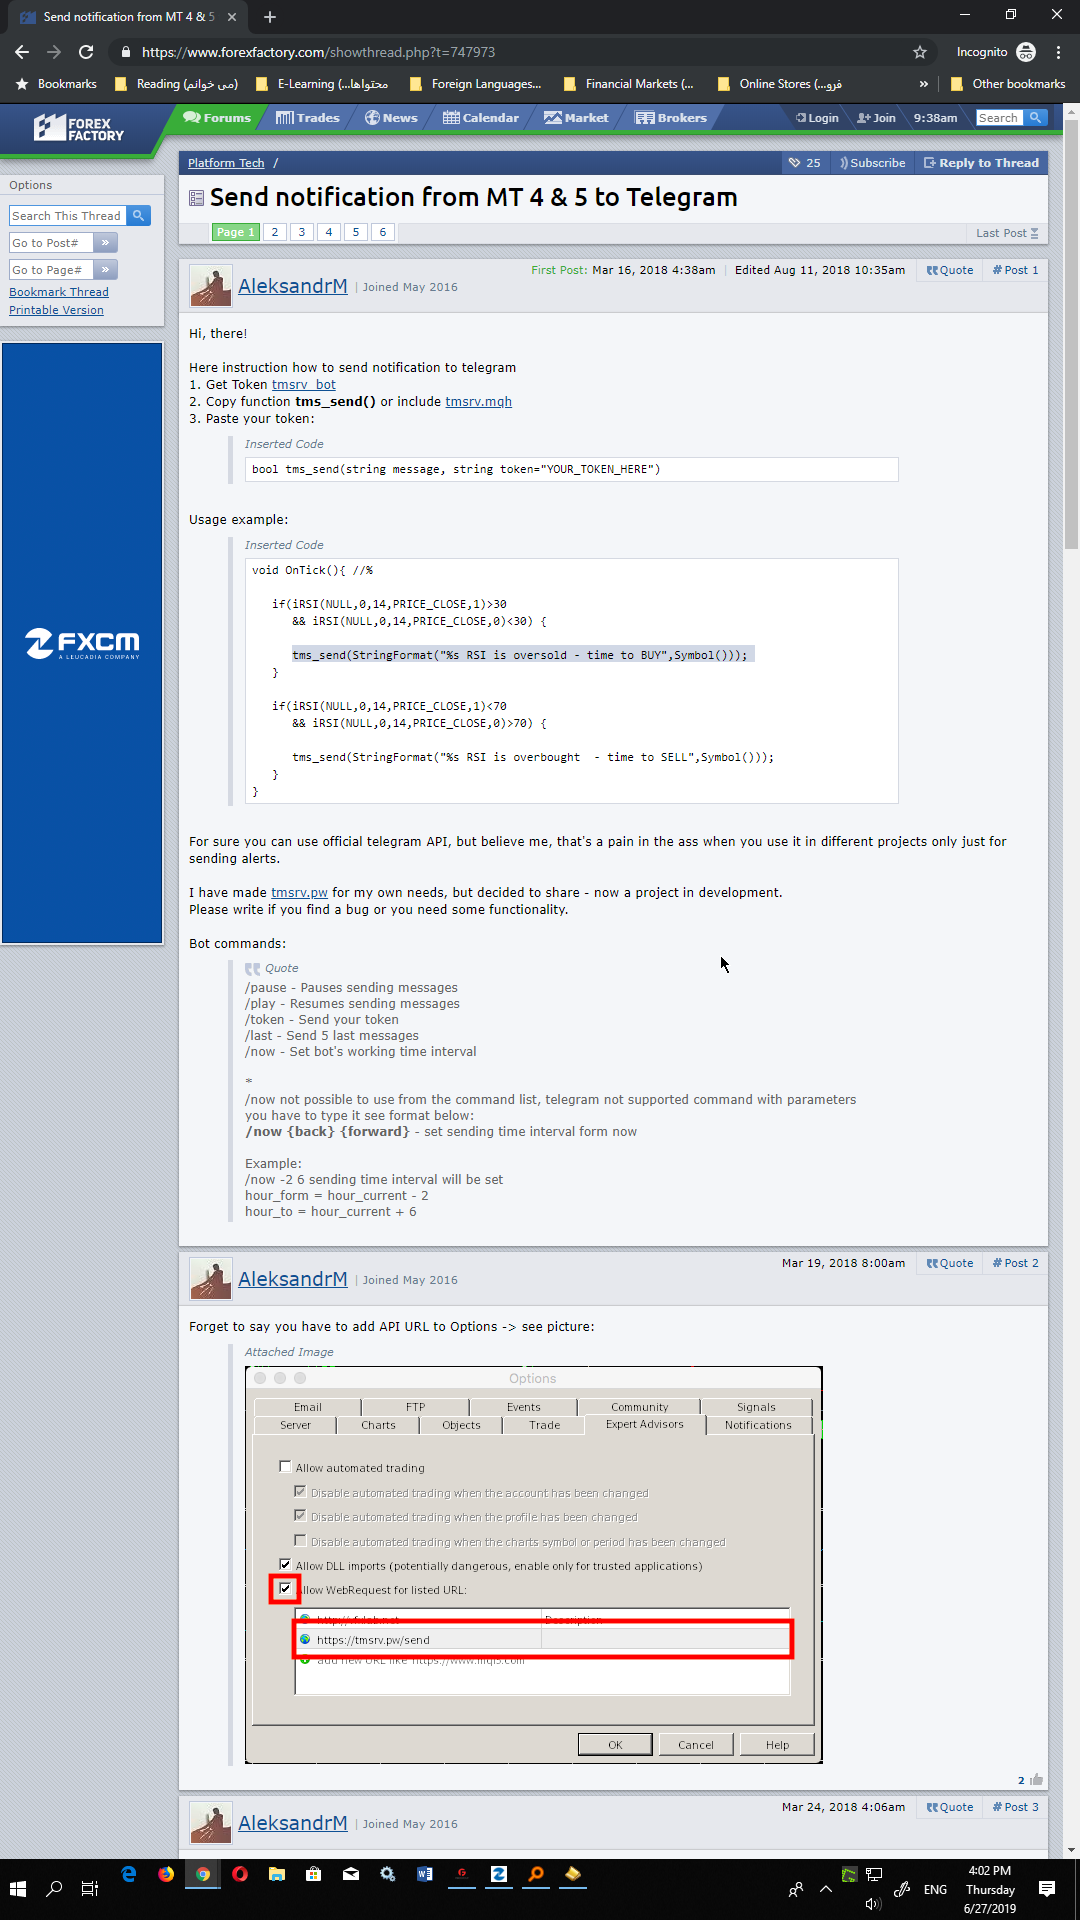 Send notification from MT 4 & 5
https://www.forexfactory.com/showthread.php?t=747973
Incognito
Bookmarks
Reading (می خوانم)
E-Learning (...محتواها
Foreign Languages...
Financial Markets (...
Online Stores (...فرو
»
Other bookmarks
FOREX FACTORY
Forums
Trades
News
Calendar
Market
Brokers
Login
Join
9:38am
Search
Platform Tech /
25
Subscribe
Reply to Thread
Send notification from MT 4 & 5 to Telegram
Page 1 2 3 4 5 6
Last Post
Options
Search This Thread
Go to Post# »
Go to Page# »
Bookmark Thread
Printable Version
FXCM
A LEUCADIA COMPANY
AleksandrM | Joined May 2016
First Post: Mar 16, 2018 4:38am | Edited Aug 11, 2018 10:35am
Quote # Post 1
Hi, there!
Here instruction how to send notification to telegram
1. Get Token tmsrv_bot
2. Copy function tms_send() or include tmsrv.mqh
3. Paste your token:
Inserted Code
bool tms_send(string message, string token="YOUR_TOKEN_HERE")
Usage example:
Inserted Code
void OnTick(){ //%
if(iRSI(NULL,0,14,PRICE_CLOSE,1)>30
&& iRSI(NULL,0,14,PRICE_CLOSE,0)<30) {
tms_send(StringFormat("%s RSI is oversold - time to BUY",Symbol()));
}
if(iRSI(NULL,0,14,PRICE_CLOSE,1)<70
&& iRSI(NULL,0,14,PRICE_CLOSE,0)>70) {
tms_send(StringFormat("%s RSI is overbought  - time to SELL",Symbol()));
}
}
For sure you can use official telegram API, but believe me, that's a pain in the ass when you use it in different projects only just for
sending alerts.
I have made tmsrv.pw for my own needs, but decided to share - now a project in development.
Please write if you find a bug or you need some functionality.
Bot commands:
Quote
/pause - Pauses sending messages
/play - Resumes sending messages
/token - Send your token
/last - Send 5 last messages
/now - Set bot's working time interval
*
/now not possible to use from the command list, telegram not supported command with parameters
you have to type it see format below:
/now {back} {forward} - set sending time interval form now
Example:
/now -2 6 sending time interval will be set
hour_form = hour_current - 2
hour_to = hour_current + 6
AleksandrM | Joined May 2016
Mar 19, 2018 8:00am
Quote # Post 2
Forget to say you have to add API URL to Options -> see picture:
Attached Image
Options
Email FTP Events Community Signals
Server Charts Objects Trade Expert Advisors Notifications
Allow automated trading
Disable automated trading when the account has been changed
Disable automated trading when the profile has been changed
Disable automated trading when the charts symbol or period has been changed
Allow DLL imports (potentially dangerous, enable only for trusted applications)
llow WebRequest for listed URL:
Description
https://tmsrv.pw/send
add new URL like 'https://www.mql5.com'
OK Cancel Help
2
AleksandrM | Joined May 2016
Mar 24, 2018 4:06am
Quote # Post 3
ENG
4:02 PM
Thursday
6/27/2019